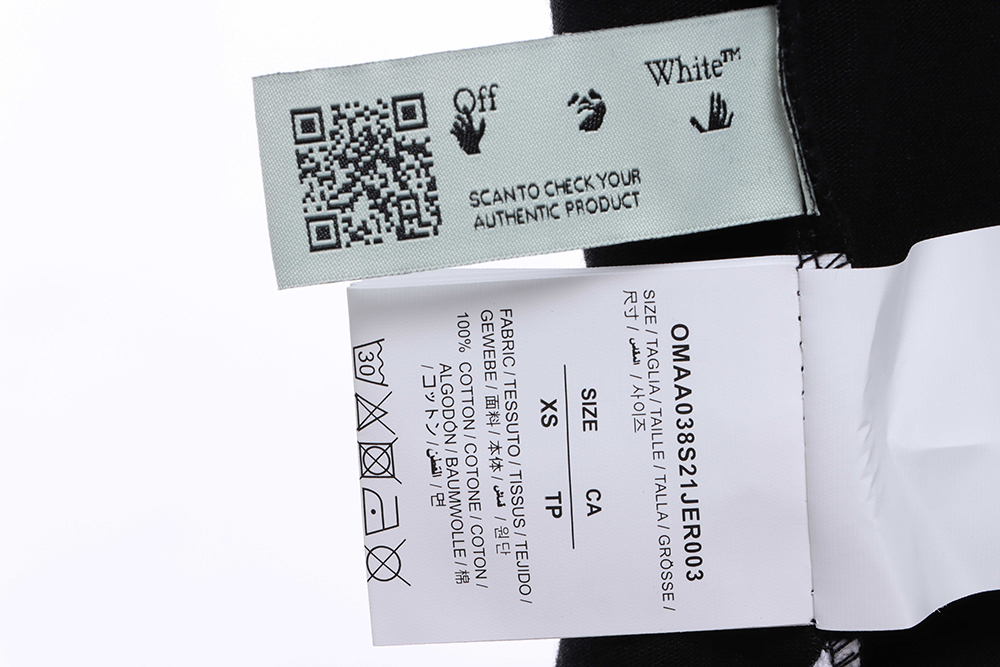 Off
White™
SCAN TO CHECK YOUR
AUTHENTIC PRODUCT
OMAA038S21JER003
SIZE / TAGLIA / TAILLE / TALLA / GRÖSSE /
尺寸 / المقاس / 사이즈
SIZE CA
XS TP
FABRIC / TESSUTO / TISSUS / TEJIDO /
GEWEBE / 面料 / 本体 / قماش / 원단
100% COTTON / COTONE / COTON /
ALGODÓN / BAUMWOLLE / 棉
/ コットン / القطن / 면
30